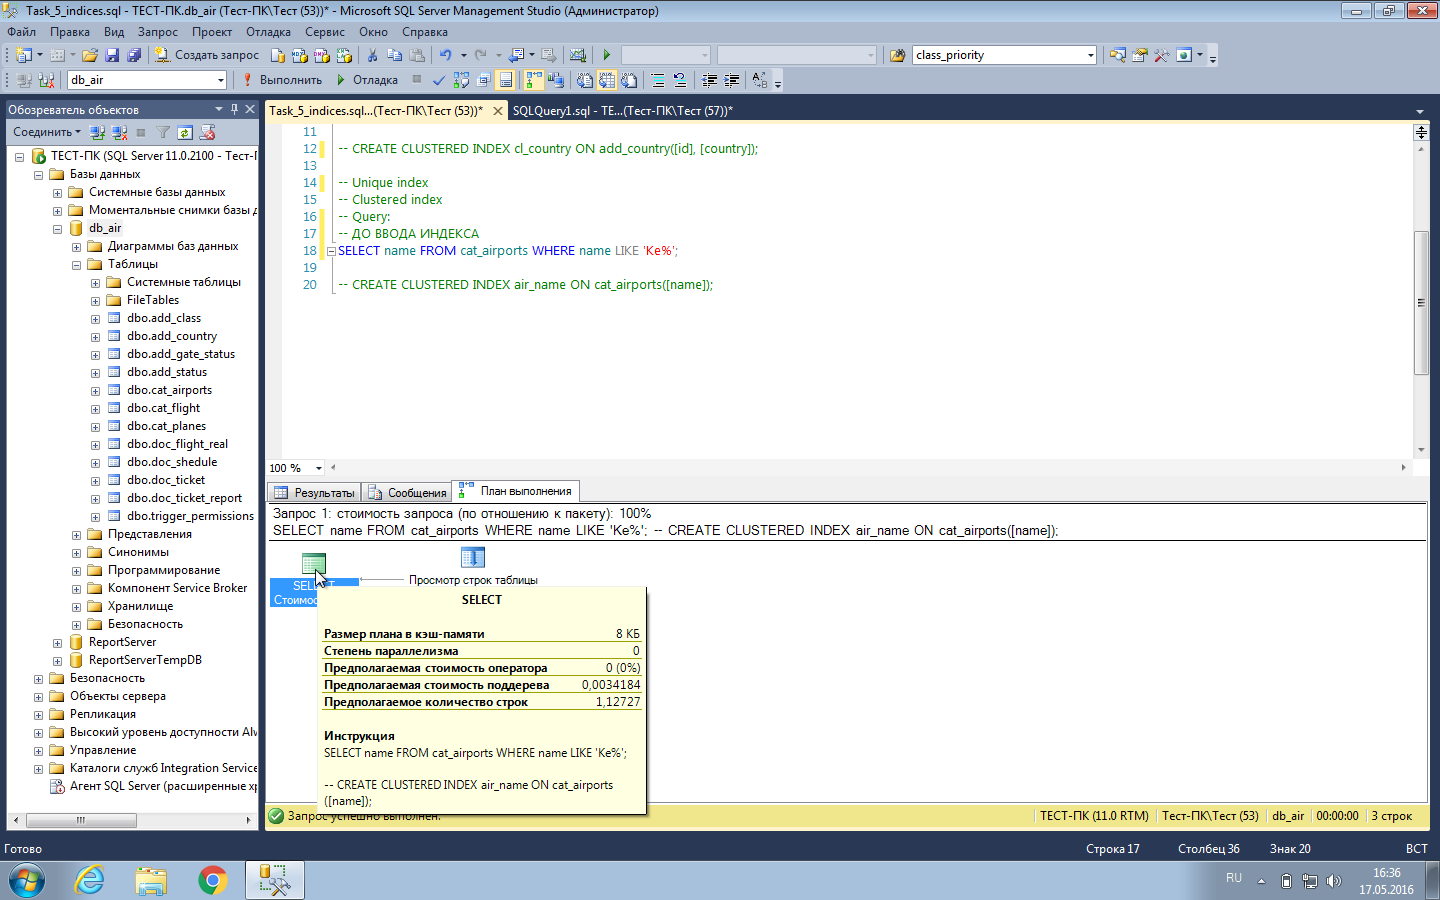 Task_5_indices.sql - ТЕСТ-ПК.db_air (Тест-ПК\Тест (53))* - Microsoft SQL Server Management Studio (Администратор)
Файл Правка Вид Запрос Проект Отладка Сервис Окно Справка
Создать запрос class_priority
db_air Выполнить Отладка
Обозреватель объектов
Соединить
ТЕСТ-ПК (SQL Server 11.0.2100 - Тест-П
Базы данных
Системные базы данных
Моментальные снимки базы д
db_air
Диаграммы баз данных
Таблицы
Системные таблицы
FileTables
dbo.add_class
dbo.add_country
dbo.add_gate_status
dbo.add_status
dbo.cat_airports
dbo.cat_flight
dbo.cat_planes
dbo.doc_flight_real
dbo.doc_shedule
dbo.doc_ticket
dbo.doc_ticket_report
dbo.trigger_permissions
Представления
Синонимы
Программирование
Компонент Service Broker
Хранилище
Безопасность
ReportServer
ReportServerTempDB
Безопасность
Объекты сервера
Репликация
Высокий уровень доступности Alw
Управление
Каталоги служб Integration Service
Агент SQL Server (расширенные хр
Task_5_indices.sql...(Тест-ПК\Тест (53))* SQLQuery1.sql - ТЕ...(Тест-ПК\Тест (57))*
11
12 -- CREATE CLUSTERED INDEX cl_country ON add_country([id], [country]);
13
14 -- Unique index
15 -- Clustered index
16 -- Query:
17 -- ДО ВВОДА ИНДЕКСА
18 SELECT name FROM cat_airports WHERE name LIKE 'Ke%';
19
20 -- CREATE CLUSTERED INDEX air_name ON cat_airports([name]);
100 %
Результаты Сообщения План выполнения
Запрос 1: стоимость запроса (по отношению к пакету): 100%
SELECT name FROM cat_airports WHERE name LIKE 'Ke%'; -- CREATE CLUSTERED INDEX air_name ON cat_airports([name]);
SELECT
Стоимос
Просмотр строк таблицы
SELECT
Размер плана в кэш-памяти 8 КБ
Степень параллелизма 0
Предполагаемая стоимость оператора 0 (0%)
Предполагаемая стоимость поддерева 0,0034184
Предполагаемое количество строк 1,12727
Инструкция
SELECT name FROM cat_airports WHERE name LIKE 'Ke%';
-- CREATE CLUSTERED INDEX air_name ON cat_airports
([name]);
Запрос успешно выполнен. ТЕСТ-ПК (11.0 RTM) Тест-ПК\Тест (53) db_air 00:00:00 3 строк
Готово Строка 17 Столбец 36 Знак 20 ВСТ
RU 16:36
17.05.2016